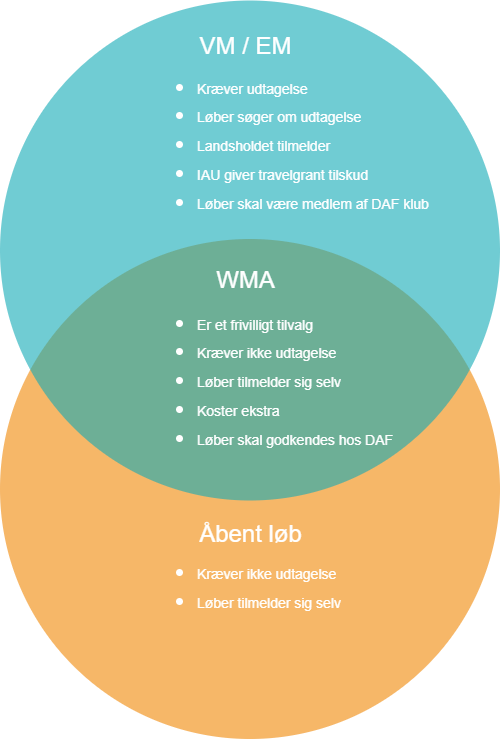 VM / EM
• Kræver udtagelse
• Løber søger om udtagelse
• Landsholdet tilmelder
• IAU giver travelgrant tilskud
• Løber skal være medlem af DAF klub
WMA
• Er et frivilligt tilvalg
• Kræver ikke udtagelse
• Løber tilmelder sig selv
• Koster ekstra
• Løber skal godkendes hos DAF
Åbent løb
• Kræver ikke udtagelse
• Løber tilmelder sig selv